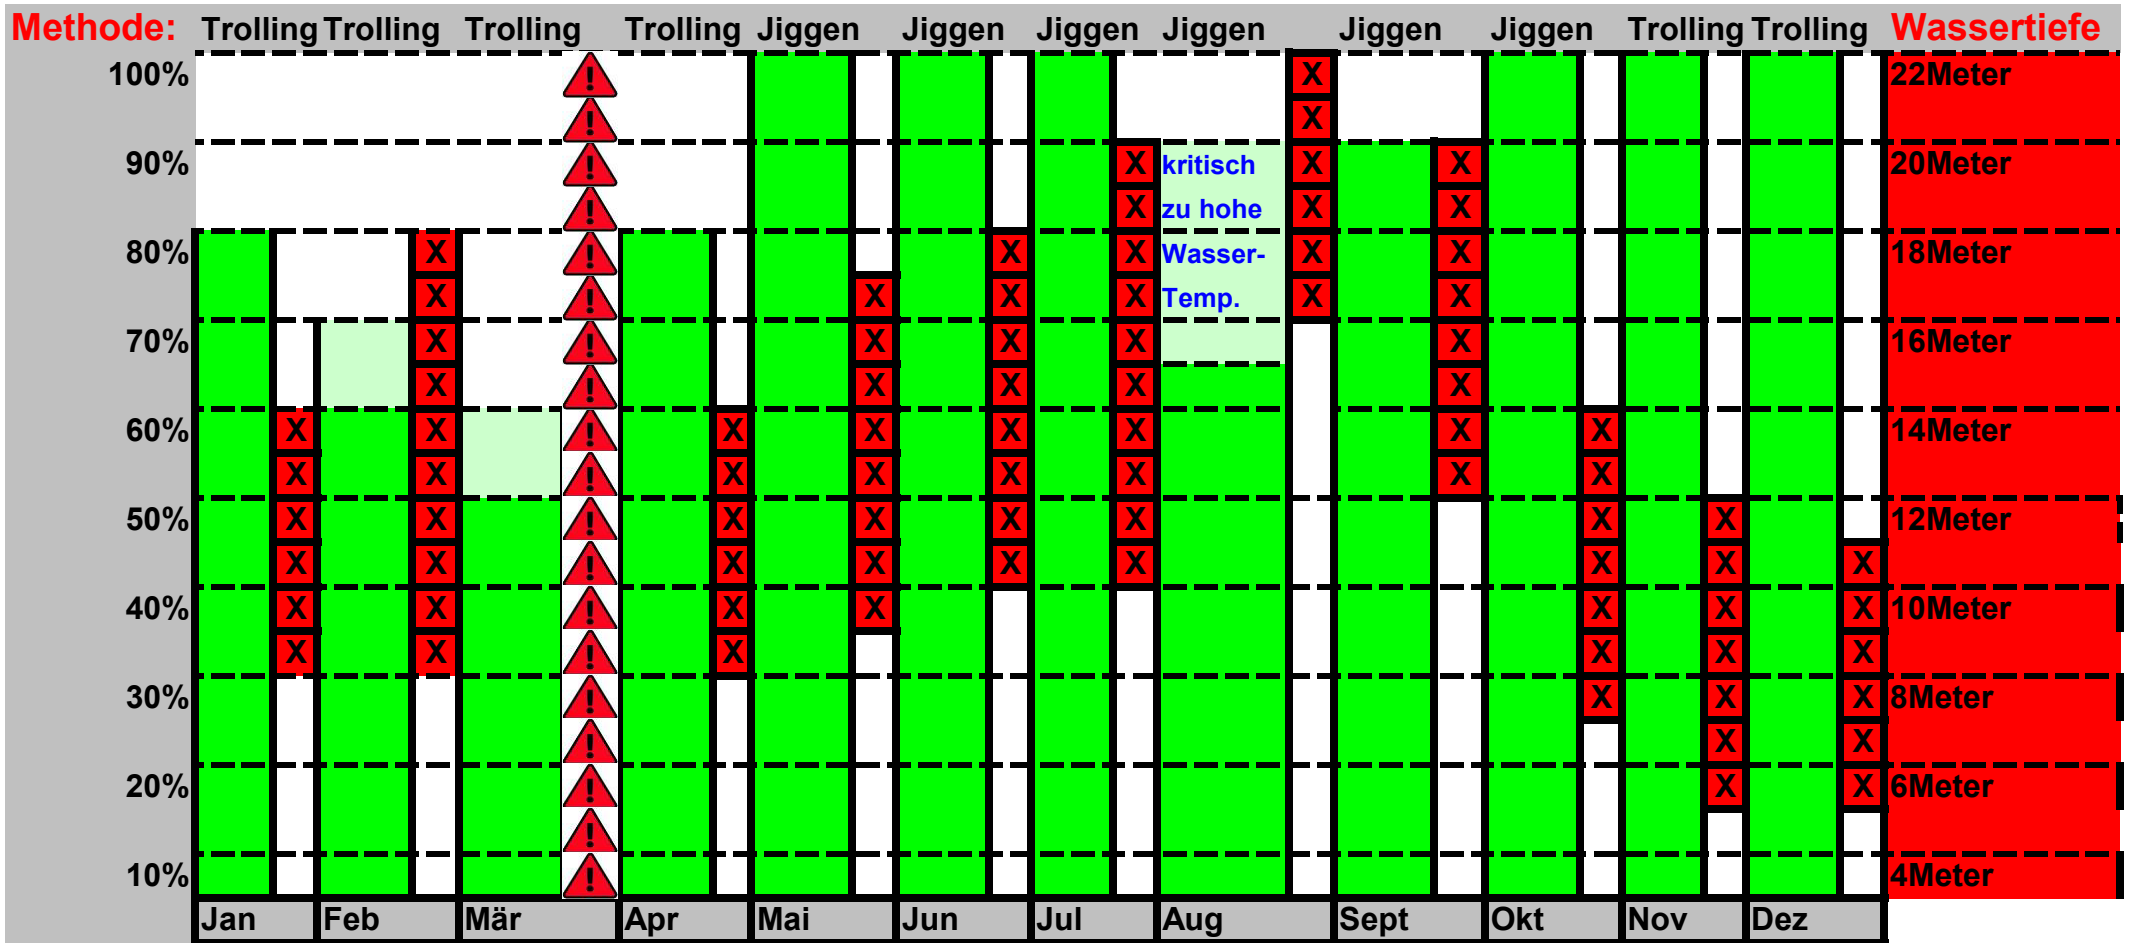 Methode: Trolling Trolling Trolling Trolling Jiggen Jiggen Jiggen Jiggen Jiggen Jiggen Trolling Trolling Wassertiefe
100% X 22Meter
X
90% X kritisch X X 20Meter
X zu hohe X X
80% X X X Wasser- X X 18Meter
X X X X Temp. X X
70% X X X X X 16Meter
X X X X X
60% X X X X X X X X 14Meter
X X X X X X X X
50% X X X X X X X X 12Meter
X X X X X X X X X
40% X X X X X X X 10Meter
X X X X X X
30% X X X 8Meter
X X
20% X X 6Meter
10% 4Meter
Jan Feb Mär Apr Mai Jun Jul Aug Sept Okt Nov Dez